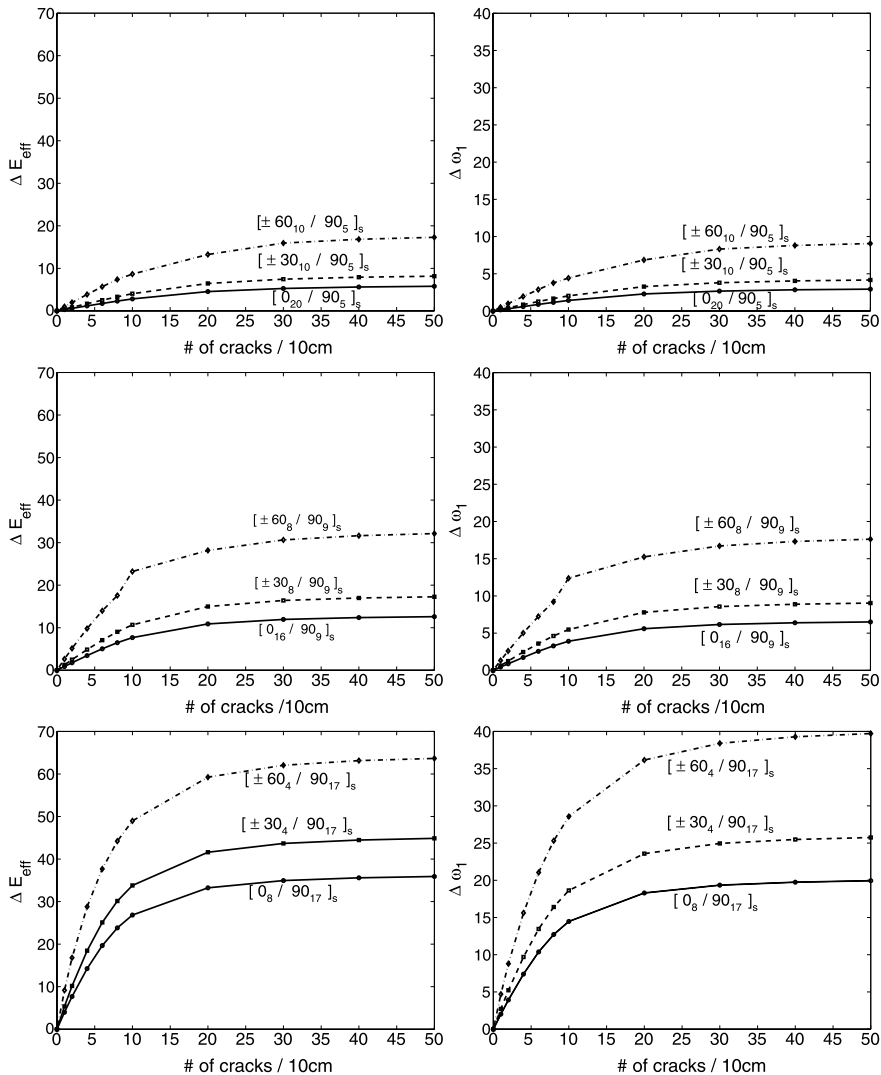 70
60
50
40
30
20
10
0
Δ E_eff
[± 60_10 / 90_5 ]_s
[± 30_10 / 90_5 ]_s
[ 0_20 / 90_5 ]_s
0 5 10 15 20 25 30 35 40 45 50
# of cracks / 10cm
40
35
30
25
20
15
10
5
0
Δ ω_1
[ ± 60_10 / 90_5 ]_s
[ ± 30_10 / 90_5 ]_s
[ 0_20 / 90_5 ]_s
0 5 10 15 20 25 30 35 40 45 50
# of cracks / 10cm
70
60
50
40
30
20
10
0
Δ E_eff
[ ± 60_8 / 90_9 ]_s
[ ± 30_8 / 90_9 ]_s
[ 0_16 / 90_9 ]_s
0 5 10 15 20 25 30 35 40 45 50
# of cracks /10cm
40
35
30
25
20
15
10
5
0
Δ ω_1
[ ± 60_8 / 90_9 ]_s
[ ± 30_8 / 90_9 ]_s
[ 0_16 / 90_9 ]_s
0 5 10 15 20 25 30 35 40 45 50
# of cracks /10cm
70
60
50
40
30
20
10
0
Δ E_eff
[ ± 60_4 / 90_17 ]_s
[ ± 30_4 / 90_17 ]_s
[ 0_8 / 90_17 ]_s
0 5 10 15 20 25 30 35 40 45 50
# of cracks / 10cm
40
35
30
25
20
15
10
5
0
Δ ω_1
[ ± 60_4 / 90_17 ]_s
[ ± 30_4 / 90_17 ]_s
[ 0_8 / 90_17 ]_s
0 5 10 15 20 25 30 35 40 45 50
# of cracks / 10cm